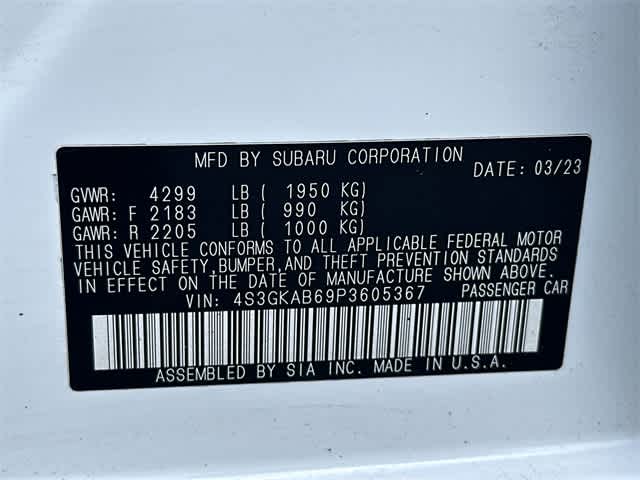 MFD BY SUBARU CORPORATION DATE: 03/23
GVWR: 4299 LB ( 1950 KG)
GAWR: F 2183 LB ( 990 KG)
GAWR: R 2205 LB ( 1000 KG)
THIS VEHICLE CONFORMS TO ALL APPLICABLE FEDERAL MOTOR
VEHICLE SAFETY,BUMPER,AND THEFT PREVENTION STANDARDS
IN EFFECT ON THE DATE OF MANUFACTURE SHOWN ABOVE.
VIN: 4S3GKAB69P3605367 PASSENGER CAR
ASSEMBLED BY SIA INC. MADE IN U.S.A.